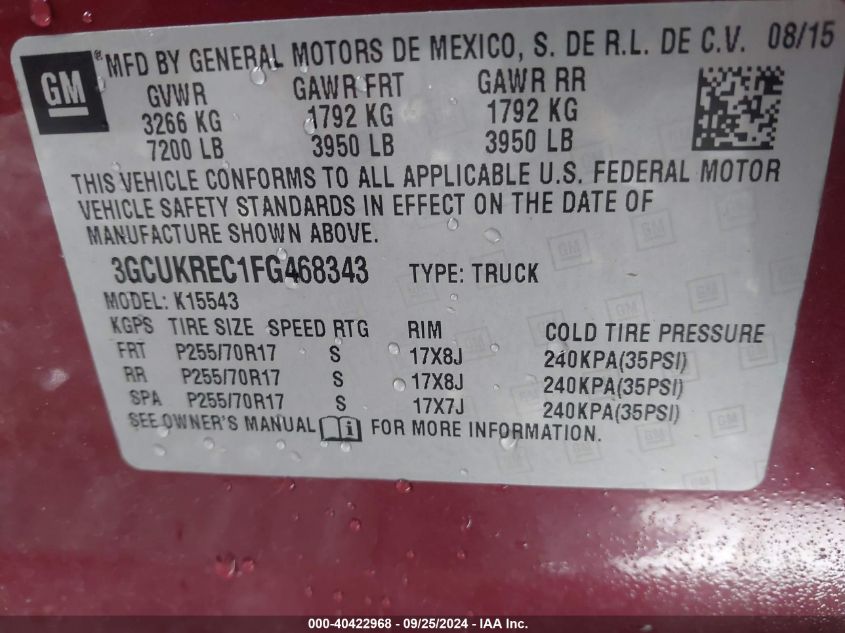 GM
® MFD BY GENERAL MOTORS DE MEXICO, S. DE R.L. DE C.V. 08/15
GVWR GAWR FRT GAWR RR
3266 KG 1792 KG 1792 KG
7200 LB 3950 LB 3950 LB
THIS VEHICLE CONFORMS TO ALL APPLICABLE U.S. FEDERAL MOTOR
VEHICLE SAFETY STANDARDS IN EFFECT ON THE DATE OF
MANUFACTURE SHOWN ABOVE.
3GCUKREC1FG468343 TYPE: TRUCK
MODEL: K15543
KGPS TIRE SIZE SPEED RTG RIM COLD TIRE PRESSURE
FRT P255/70R17 S 17X8J 240KPA(35PSI)
RR P255/70R17 S 17X8J 240KPA(35PSI)
SPA P255/70R17 S 17X7J 240KPA(35PSI)
SEE OWNER'S MANUAL FOR MORE INFORMATION.
000-40422968 - 09/25/2024 - IAA Inc.